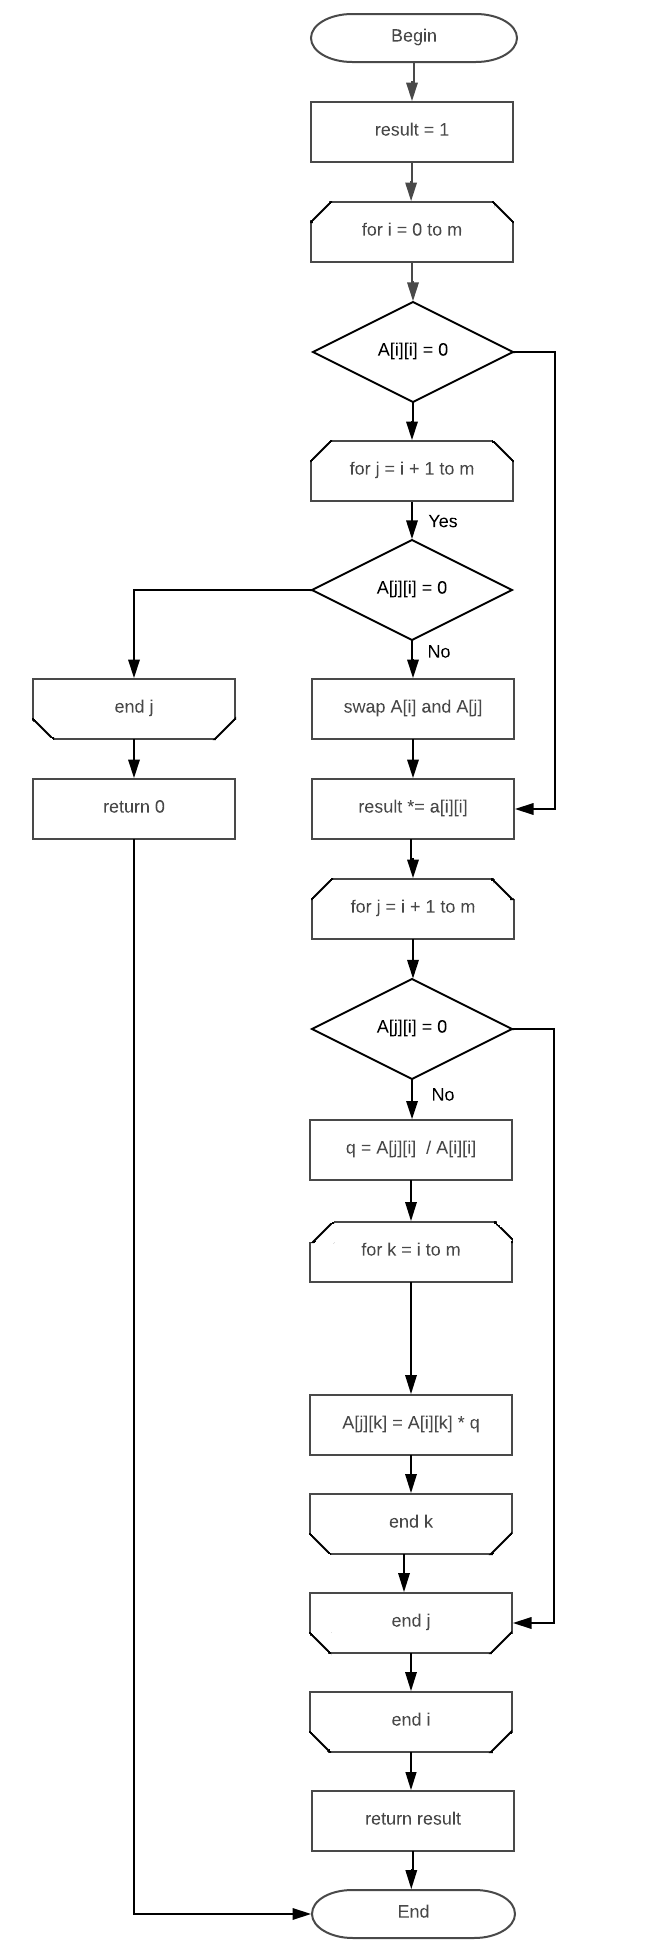 Begin
result = 1
for i = 0 to m
A[i][i] = 0
for j = i + 1 to m
Yes
A[j][i] = 0
No
end j
swap A[i] and A[j]
return 0
result *= a[i][i]
for j = i + 1 to m
A[j][i] = 0
No
q = A[j][i] / A[i][i]
for k = i to m
A[j][k] = A[i][k] * q
end k
end j
end i
return result
End